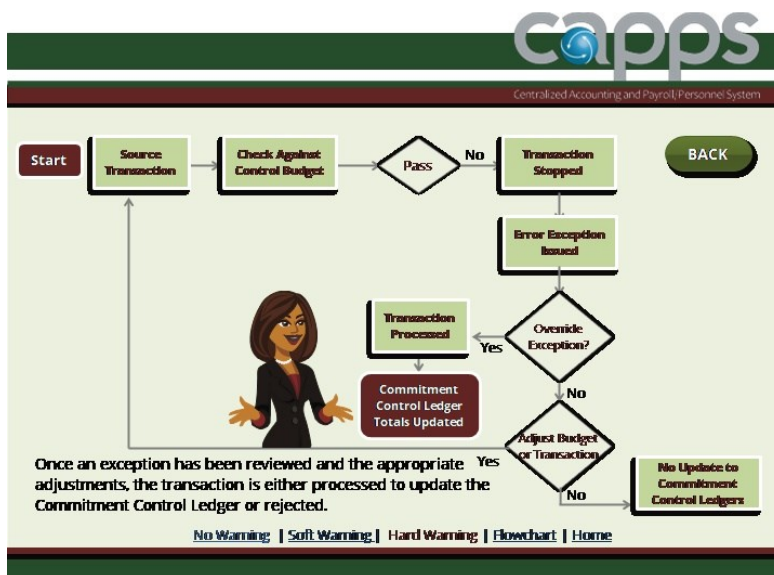 capps
Centralized Accounting and Payroll/Personnel System
Start
Source
Transaction
Check Against
Control Budget
Pass
No
Transaction
Stopped
BACK
Error Exception
Issued
Override
Exception?
Yes
Transaction
Processed
Commitment
Control Ledger
Totals Updated
No
Adjust Budget
or Transaction
Yes
No
No Update to
Commitment
Control Ledgers
Once an exception has been reviewed and the appropriate
adjustments, the transaction is either processed to update the
Commitment Control Ledger or rejected.
No Warning | Soft Warning | Hard Warning | Flowchart | Home